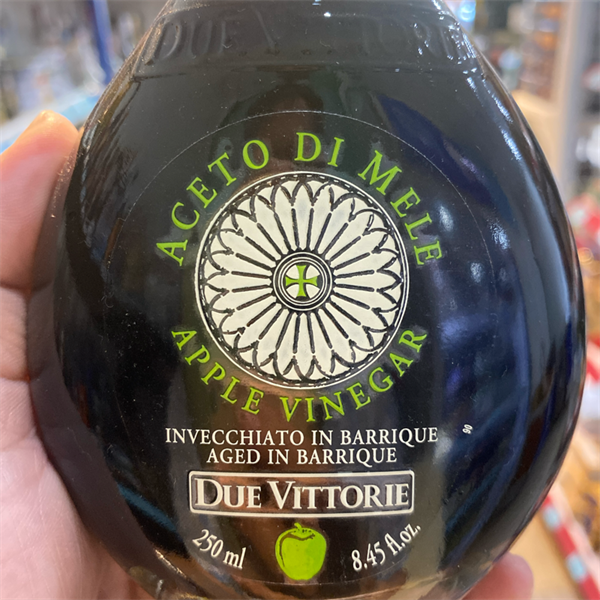 DUE VITTORIE
ACETO DI MELE
APPLE VINEGAR
INVECCHIATO IN BARRIQUE
AGED IN BARRIQUE
DUE VITTORIE
250 ml
8.45 fl.oz.